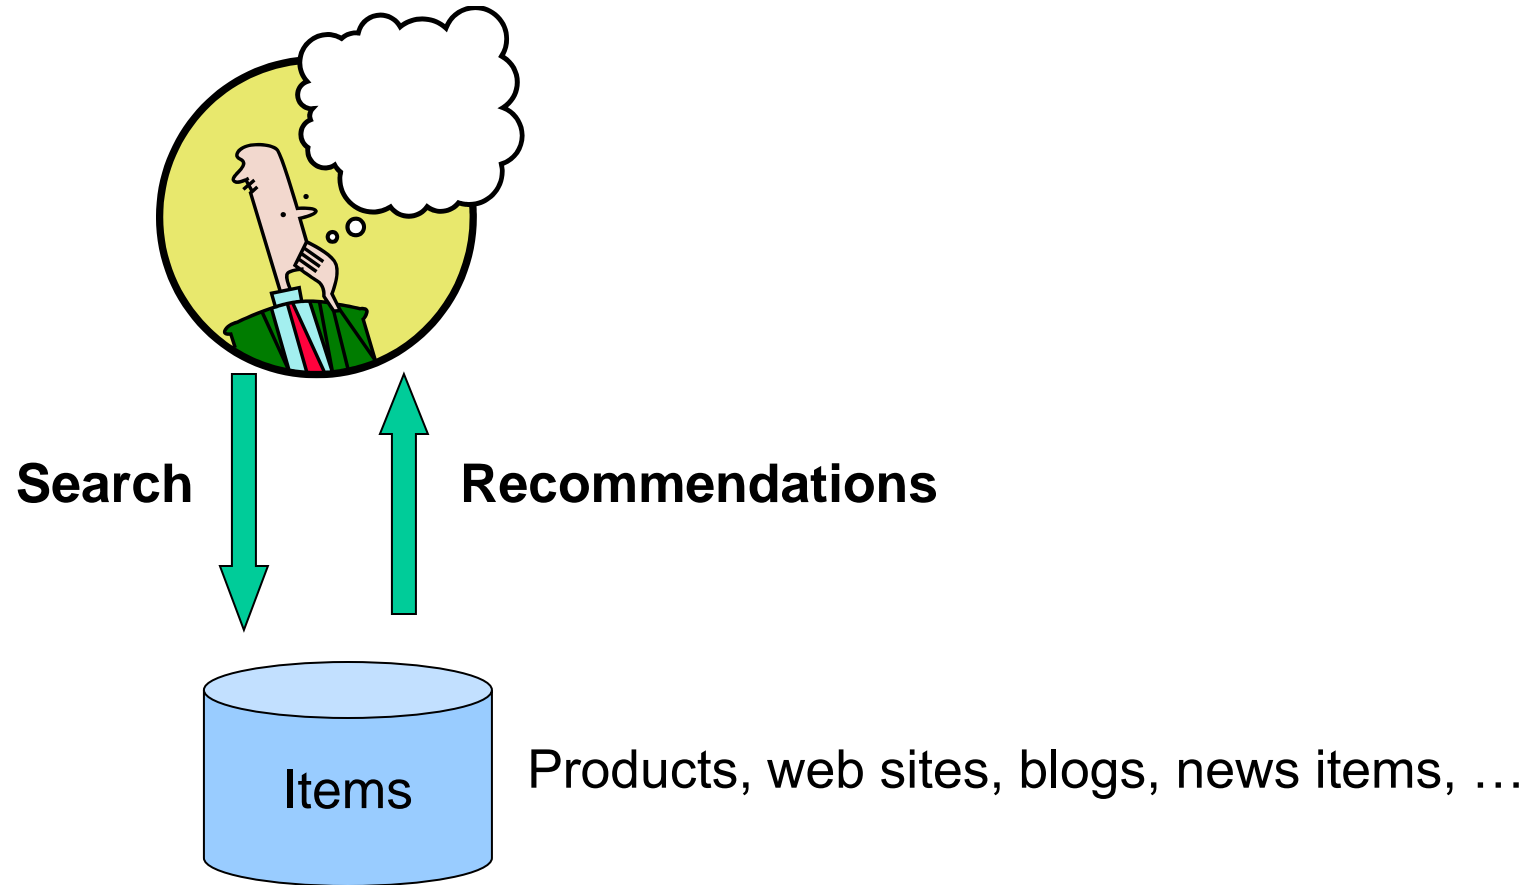 Search
Recommendations
Items
Products, web sites, blogs, news items, …